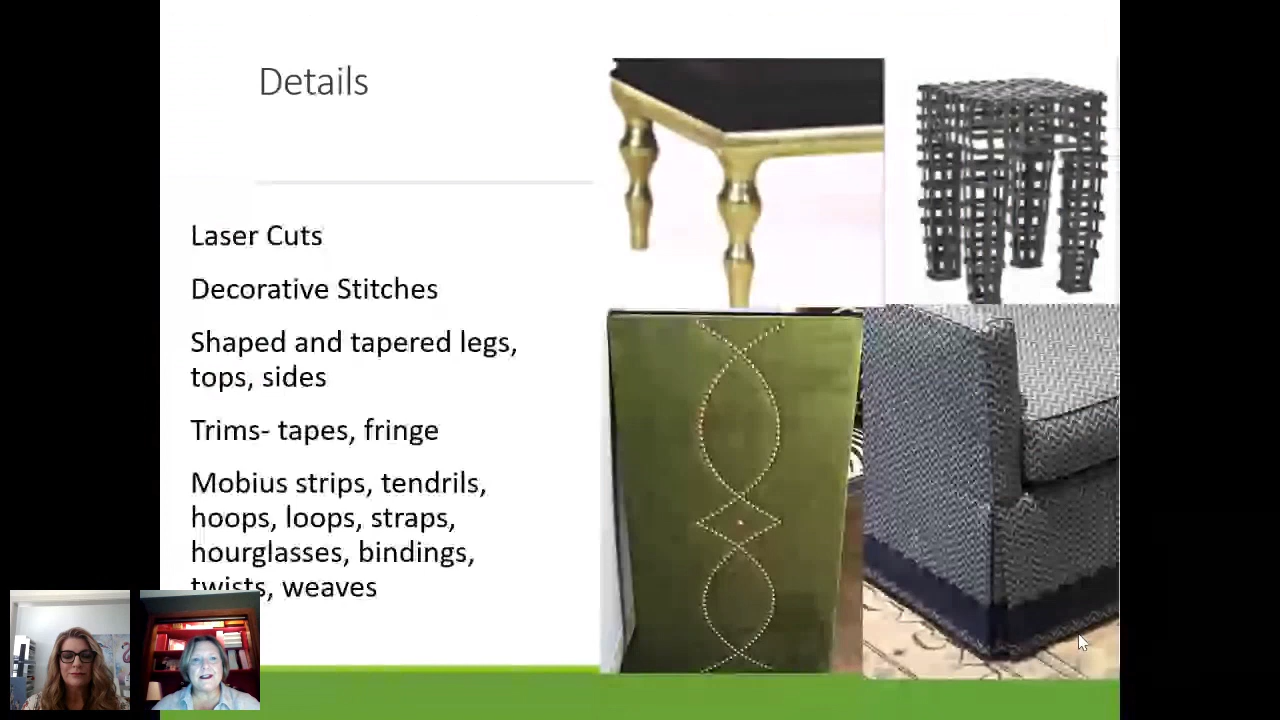 Details
Laser Cuts
Decorative Stitches
Shaped and tapered legs,
tops, sides
Trims- tapes, fringe
Mobius strips, tendrils,
hoops, loops, straps,
hourglasses, bindings,
twists, weaves